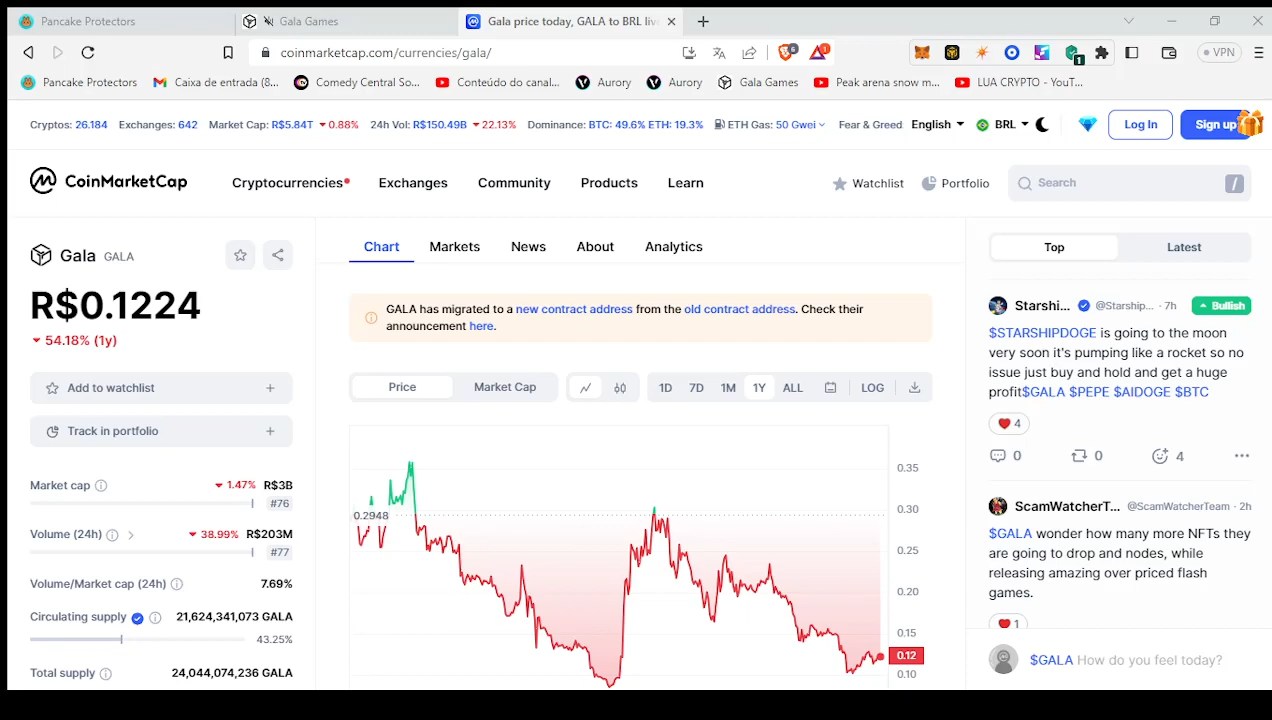 Pancake Protectors
Gala Games
Gala price today, GALA to BRL live
coinmarketcap.com/currencies/gala/
6
1
1
VPN
Pancake Protectors
Caixa de entrada (8...
Comedy Central So...
Conteúdo do canal...
Aurory
Aurory
Gala Games
Peak arena snow m...
LUA CRYPTO - YouT...
Cryptos: 26.184 Exchanges: 642 Market Cap: R$5.84T 0.88% 24h Vol: R$150.49B 22.13% Dominance: BTC: 49.6% ETH: 19.3% ETH Gas: 50 Gwei Fear & Greed English BRL Log In Sign up
CoinMarketCap
Cryptocurrencies Exchanges Community Products Learn Watchlist Portfolio Search /
Gala GALA
R$0.1224
54.18% (1y)
Add to watchlist +
Track in portfolio +
Market cap 1.47% R$3B
#76
Volume (24h) 38.99% R$203M
#77
Volume/Market cap (24h) 7.69%
Circulating supply 21,624,341,073 GALA
43.25%
Total supply 24,044,074,236 GALA
Chart Markets News About Analytics
GALA has migrated to a new contract address from the old contract address. Check their
announcement here.
Price Market Cap 1D 7D 1M 1Y ALL LOG
0.35
0.30
0.2948
0.25
0.20
0.15
0.12
0.10
Top Latest
Starshi... @Starship... · 7h Bullish
$STARSHIPDOGE is going to the moon
very soon it's pumping like a rocket so no
issue just buy and hold and get a huge
profit$GALA $PEPE $AIDOGE $BTC
4
0 0 4
ScamWatcherT... @ScamWatcherTeam · 2h
$GALA wonder how many more NFTs they
are going to drop and nodes, while
releasing amazing over priced flash
games.
1
$GALA How do you feel today?